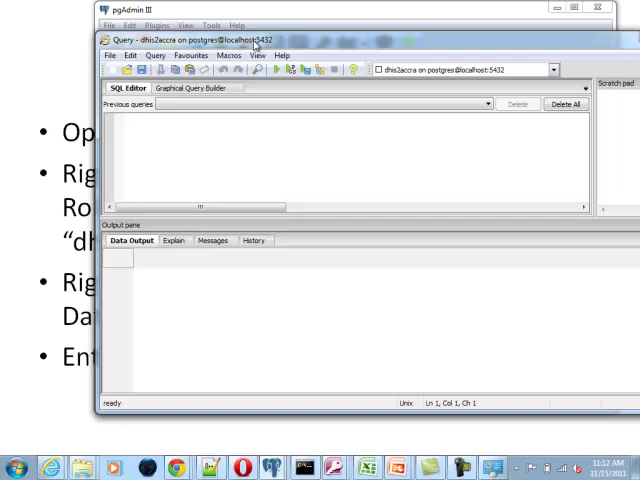 pgAdmin III
File Edit Plugins View Tools Help
Query - dhis2accra on postgres@localhost:5432
File Edit Query Favourites Macros View Help
dhis2accra on postgres@localhost:5432
SQL Editor Graphical Query Builder
Scratch pad
Previous queries Delete Delete All
• Op
• Rig
Ro
Output pane
“dh
Data Output Explain Messages History
• Rig
Da
• Ent
ready Unix Ln 1, Col 1, Ch 1
11:12 AM
11/15/2011